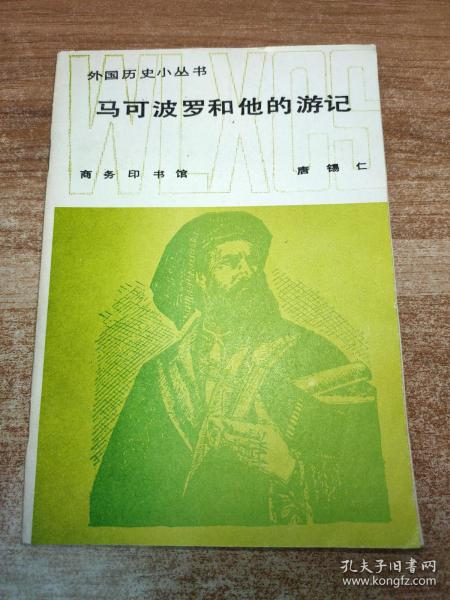 WLXCS
外国历史小丛书
马可波罗和他的游记
商务印书馆 唐锡仁
孔夫子旧书网
www.kongfz.com